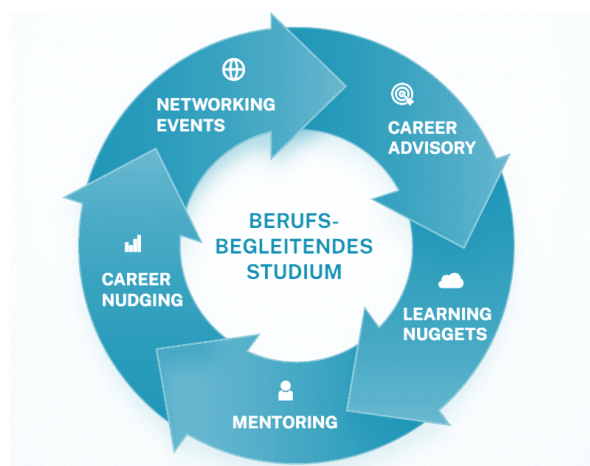 NETWORKING
EVENTS
CAREER
ADVISORY
BERUFS-
BEGLEITENDES
STUDIUM
CAREER
NUDGING
LEARNING
NUGGETS
MENTORING